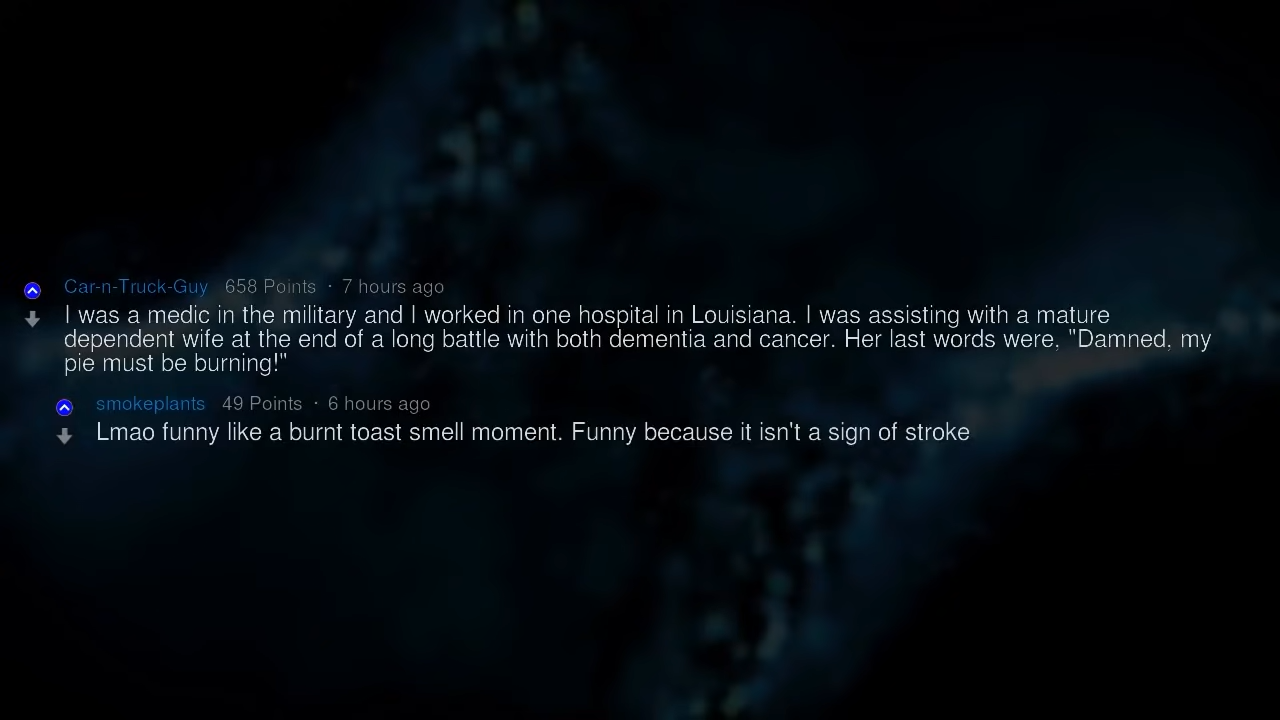 Car-n-Truck-Guy 658 Points · 7 hours ago
I was a medic in the military and I worked in one hospital in Louisiana. I was assisting with a mature
dependent wife at the end of a long battle with both dementia and cancer. Her last words were, "Damned, my
pie must be burning!"
smokeplants 49 Points · 6 hours ago
Lmao funny like a burnt toast smell moment. Funny because it isn't a sign of stroke